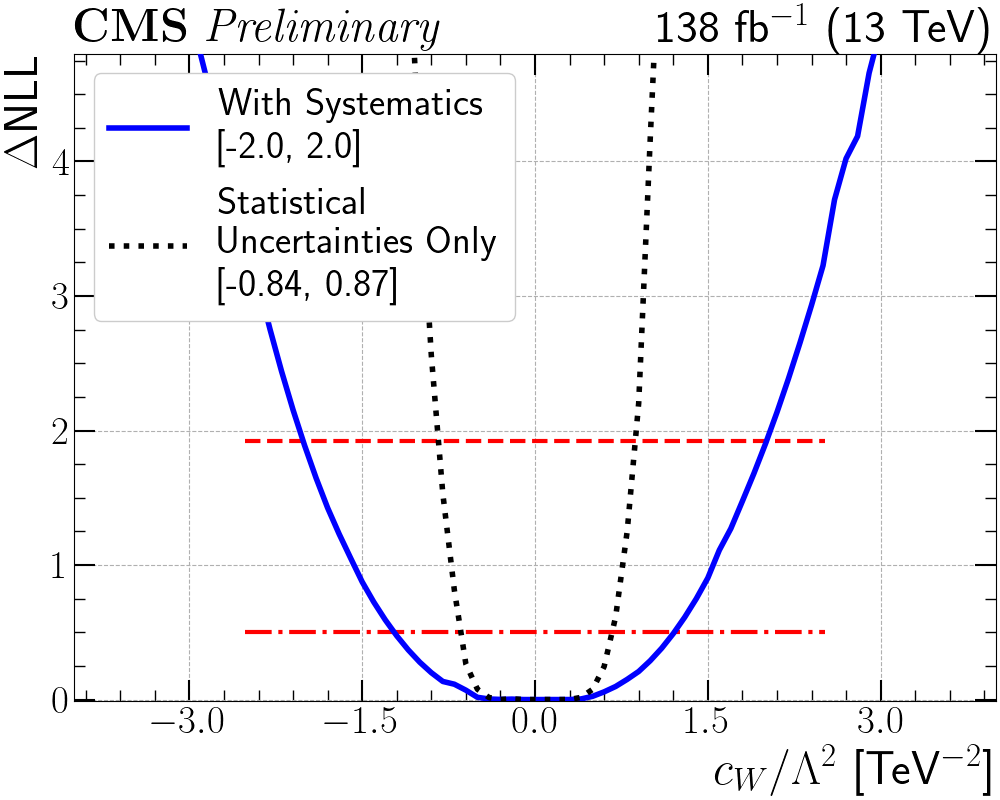 CMS Preliminary 138 fb⁻¹ (13 TeV)
ΔNLL
With Systematics
[-2.0, 2.0]
Statistical
Uncertainties Only
[-0.84, 0.87]
4
3
2
1
0
−3.0 −1.5 0.0 1.5 3.0
c_W/Λ² [TeV⁻²]